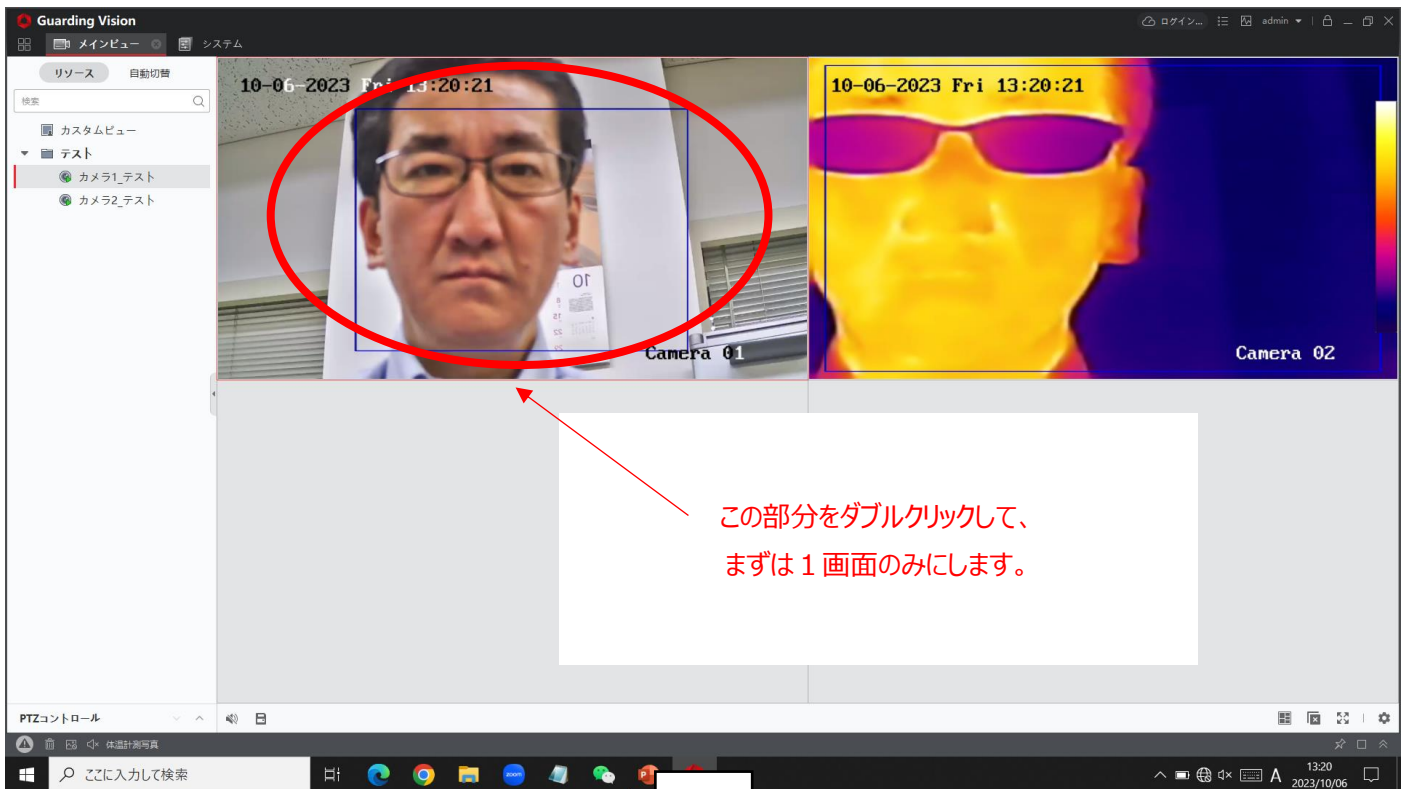 Guarding Vision
ログイン...
admin
メインビュー
システム
リソース
自動切替
検索
カスタムビュー
テスト
カメラ1_テスト
カメラ2_テスト
10-06-2023 Fri 13:20:21
10
Camera 01
10-06-2023 Fri 13:20:21
Camera 02
この部分をダブルクリックして、
まずは1画面のみにします。
PTZコントロール
体温計測写真
ここに入力して検索
zoom
A
13:20
2023/10/06